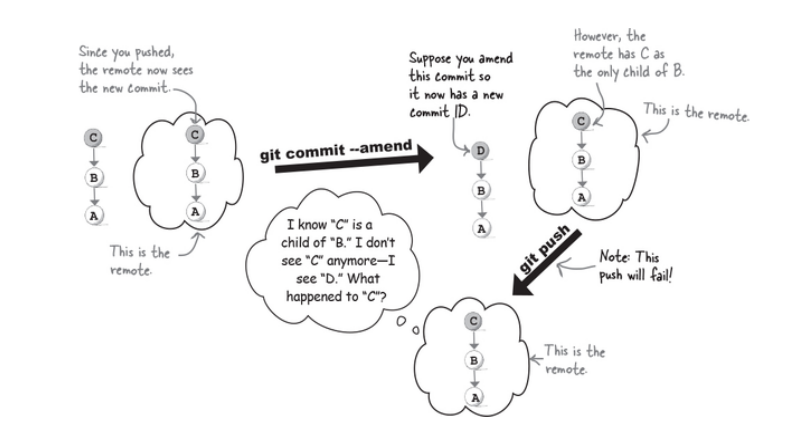 Since you pushed,
the remote now sees
the new commit.
C
B
A
C
B
A
This is the
remote.
git commit --amend
Suppose you amend
this commit so
it now has a new
commit ID.
D
B
A
However, the
remote has C as
the only child of B.
This is the remote.
C
B
A
git push
Note: This
push will fail!
I know "C" is a
child of "B." I don't
see "C" anymore—I
see "D." What
happened to "C"?
C
B
A
This is the
remote.